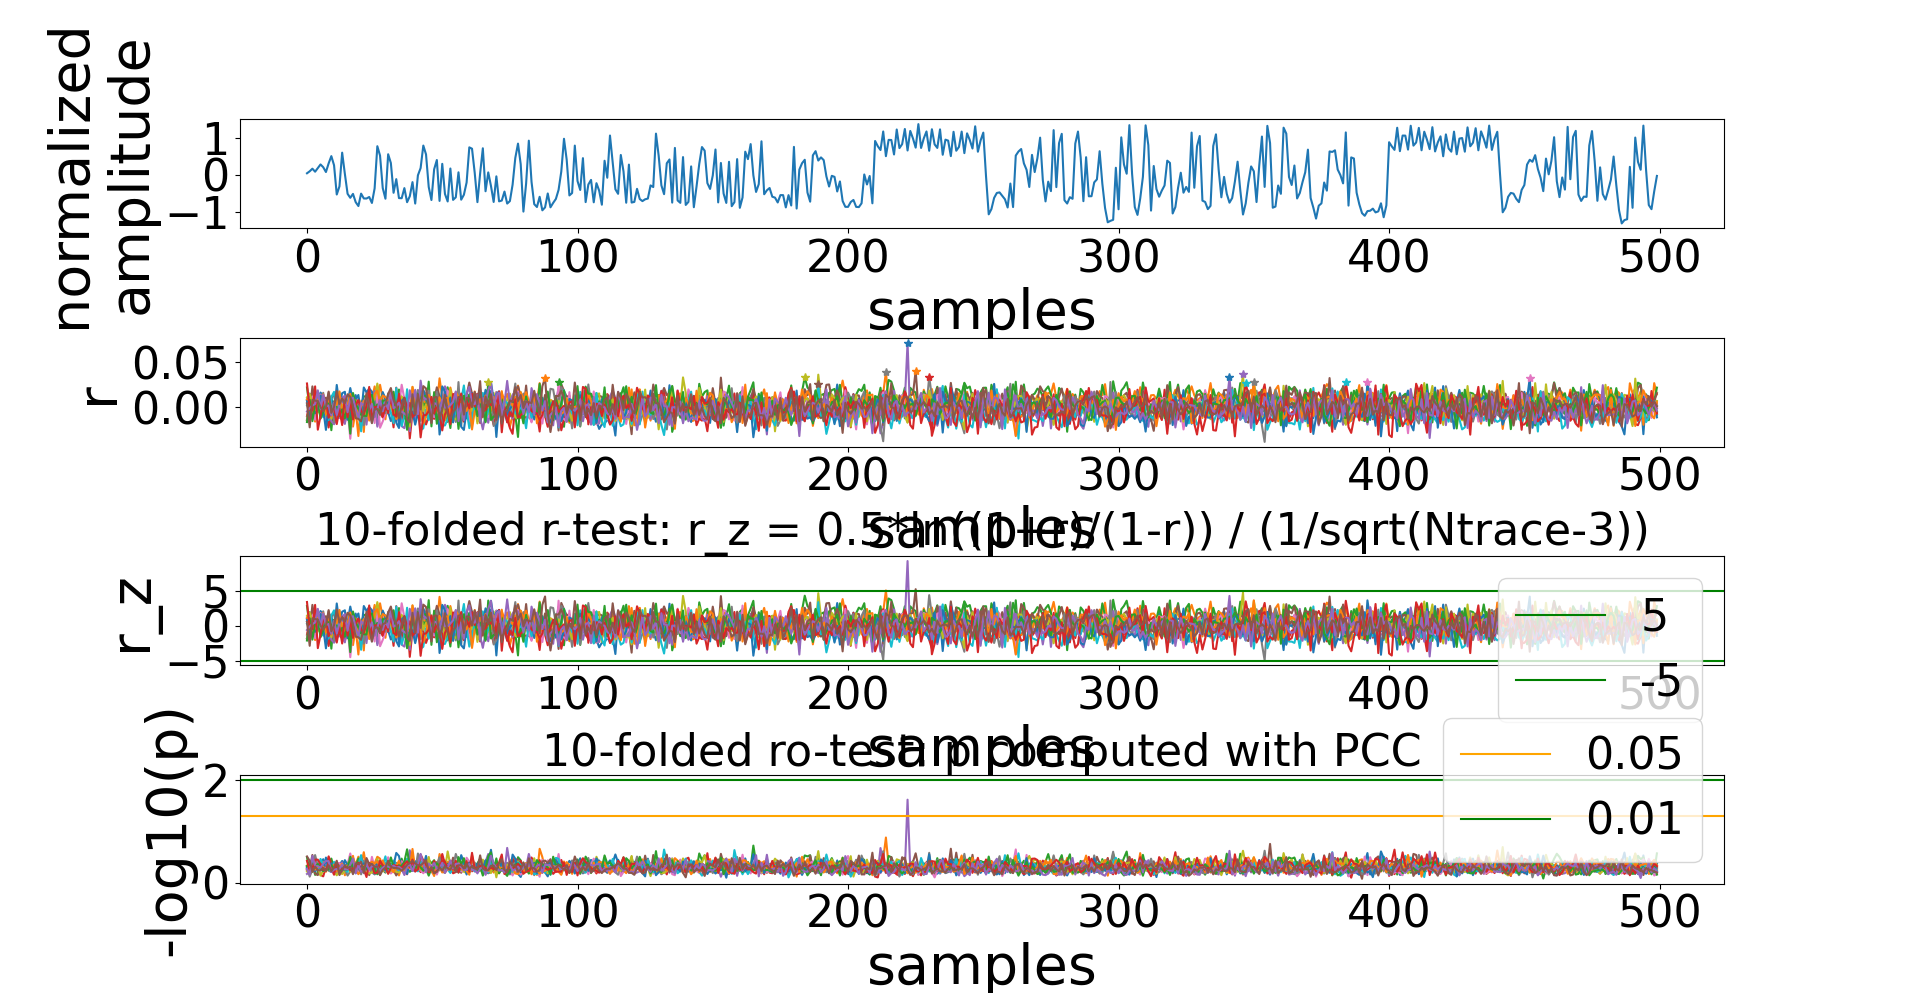 normalized
amplitude
1
0
−1
0 100 200 300 400 500
samples
r
0.05
0.00
0 100 200 300 400 500
samples
10-folded r-test: r_z = 0.5*ln((1+r)/(1-r)) / (1/sqrt(Ntrace-3))
r_z
5
0
−5
5
-5
0 100 200 300 400 500
samples
10-folded ro-test: p computed with PCC
-log10(p)
2
0
0.05
0.01
0 100 200 300 400 500
samples